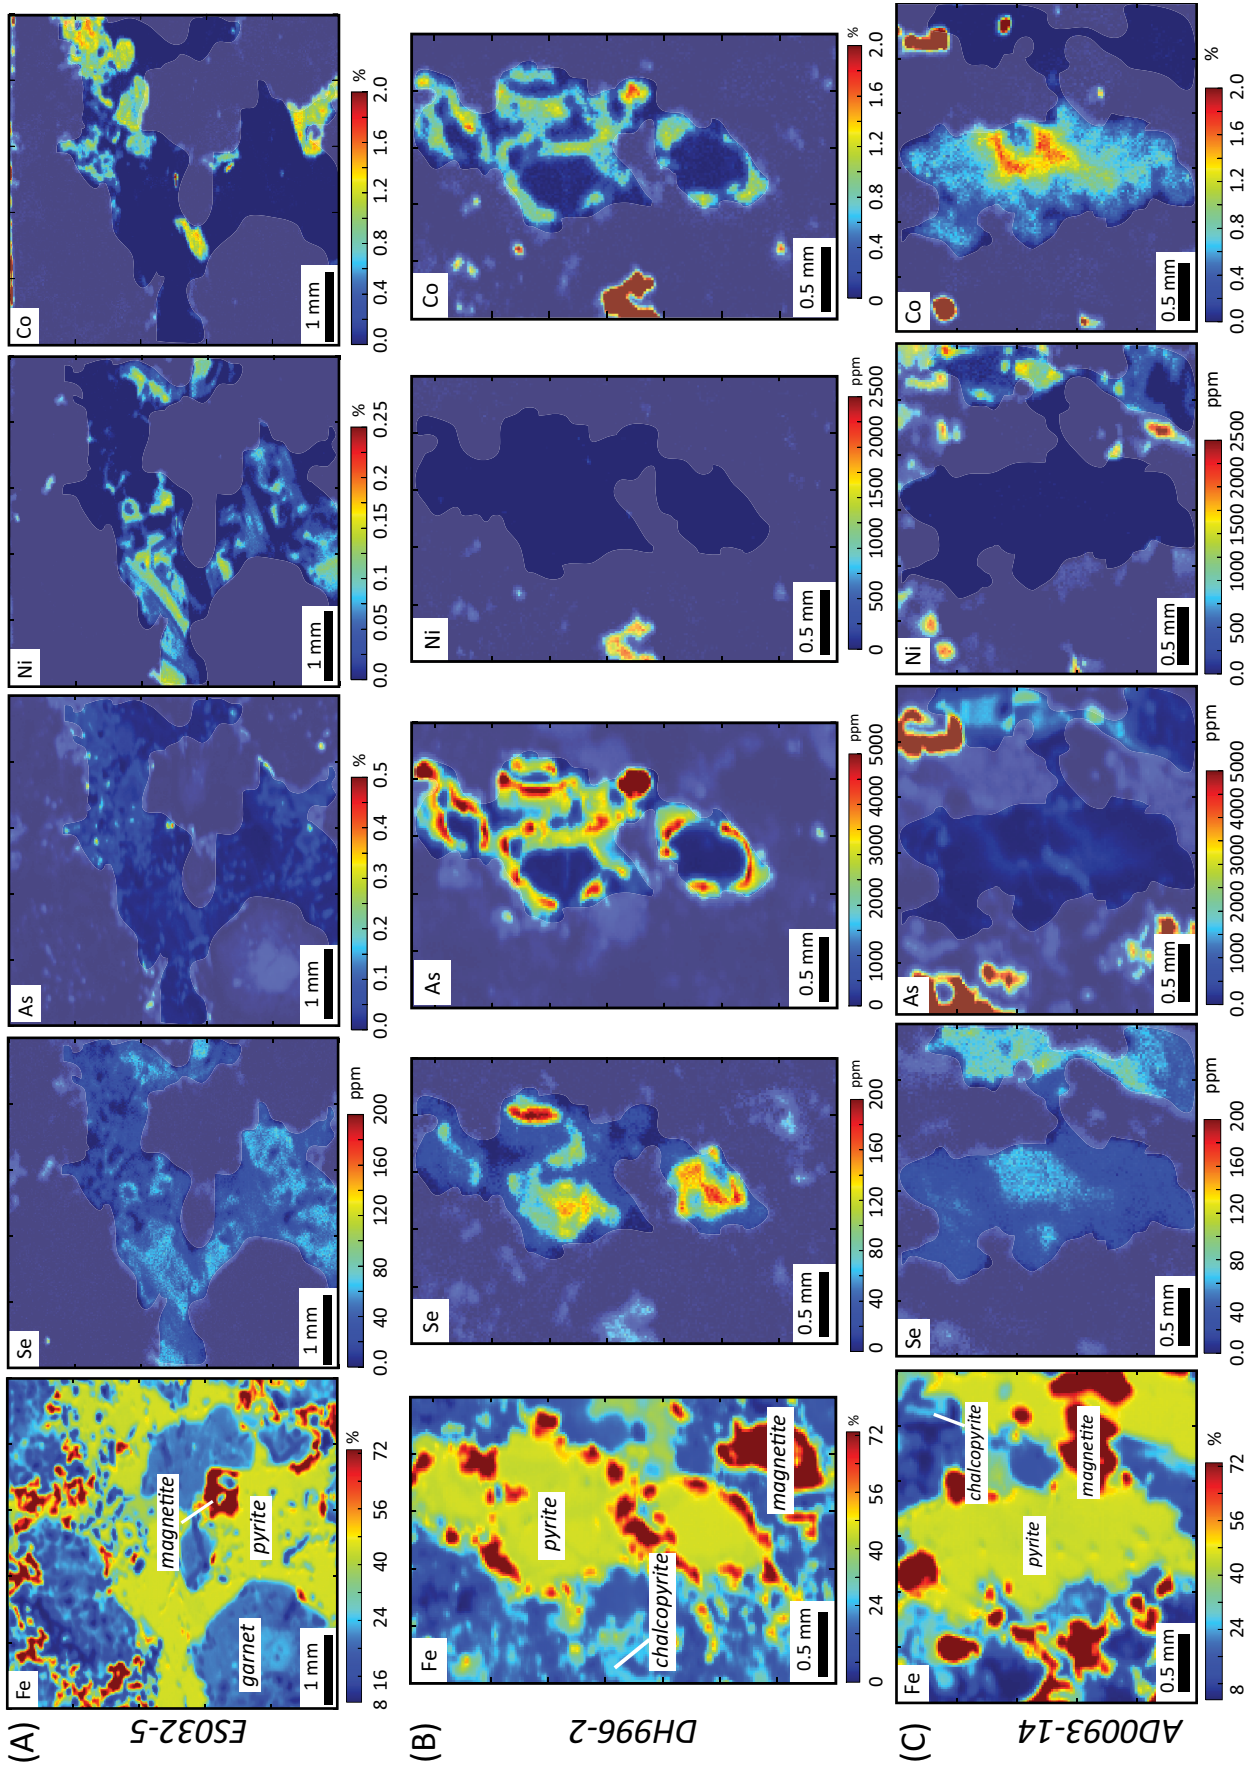 (A)
ES032-5
Fe
magnetite
pyrite
garnet
1 mm
8 16 24 40 56 72 %
Se
1 mm
0.0 40 80 120 160 200 ppm
As
1 mm
0.0 0.1 0.2 0.3 0.4 0.5 %
Ni
1 mm
0.0 0.05 0.1 0.15 0.20 0.25 %
Co
1 mm
0.0 0.4 0.8 1.2 1.6 2.0 %
(B)
DH996-2
Fe
pyrite
chalcopyrite
magnetite
0.5 mm
0 24 40 56 72 %
Se
0.5 mm
0 40 80 120 160 200 ppm
As
0.5 mm
0 1000 2000 3000 4000 5000 ppm
Ni
0.5 mm
0 500 1000 1500 2000 2500 ppm
Co
0.5 mm
0 0.4 0.8 1.2 1.6 2.0 %
(C)
AD0093-14
Fe
chalcopyrite
pyrite
magnetite
0.5 mm
8 24 40 56 72 %
Se
0.5 mm
0.0 40 80 120 160 200 ppm
As
0.5 mm
0.0 1000 2000 3000 4000 5000 ppm
Ni
0.5 mm
0.0 500 1000 1500 2000 2500 ppm
Co
0.5 mm
0.0 0.4 0.8 1.2 1.6 2.0 %